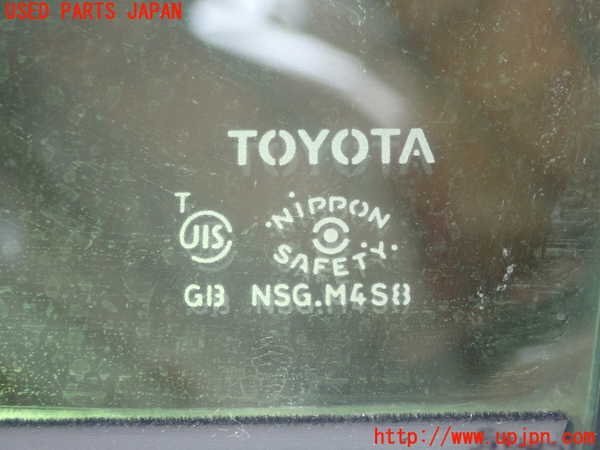 USED PARTS JAPAN
TOYOTA
T
JIS
·NIPPON·
·SAFETY·
GB NSG.M4S8
http://www.upjpn.com/